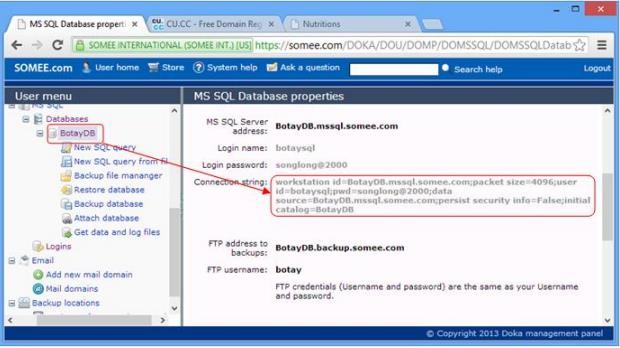 MS SQL Database properti
CU.CC - Free Domain Reg
Nutritions
SOMEE INTERNATIONAL (SOMEE INT.) [US] https://somee.com/DOKA/DOU/DOMP/DOMSSQL/DOMSSQLDatab
SOMEE.com User home Store System help Ask a question Search help Logout
User menu
MS SQL
Databases
BotayDB
New SQL query
New SQL query from fil
Backup file mananger
Restore database
Backup database
Attach database
Get data and log files
Logins
Email
Add new mail domain
Mail domains
Backup locations
MS SQL Database properties
MS SQL Server address: BotayDB.mssql.somee.com
Login name: botaysql
Login password: songlong@2000
Connection string: workstation id=BotayDB.mssql.somee.com;packet size=4096;user
id=botaysql;pwd=songlong@2000;data
source=BotayDB.mssql.somee.com;persist security info=False;initial
catalog=BotayDB
FTP address to backups: BotayDB.backup.somee.com
FTP username: botay
FTP credentials (Username and password) are the same as your Username
and password.
© Copyright 2013 Doka management panel